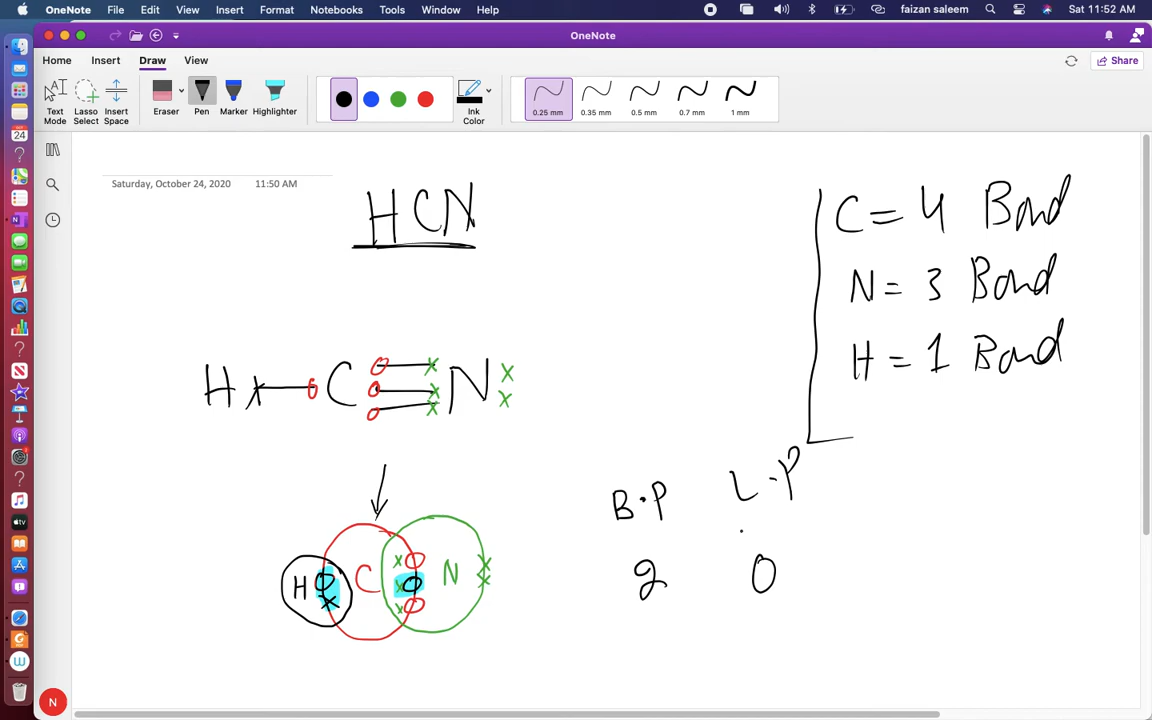 OneNote File Edit View Insert Format Notebooks Tools Window Help faizan saleem Sat 11:52 AM
OneNote
Home Insert Draw View Share
Text Mode Lasso Select Insert Space Eraser Pen Marker Highlighter Ink Color 0.25 mm 0.35 mm 0.5 mm 0.7 mm 1 mm
24
tv
W
Saturday, October 24, 2020 11:50 AM
HCN
C = 4 Bond
N = 3 Bond
H = 1 Bond
H x o C o o o x x x N x x
B.P L.P
H C N
2 0
N